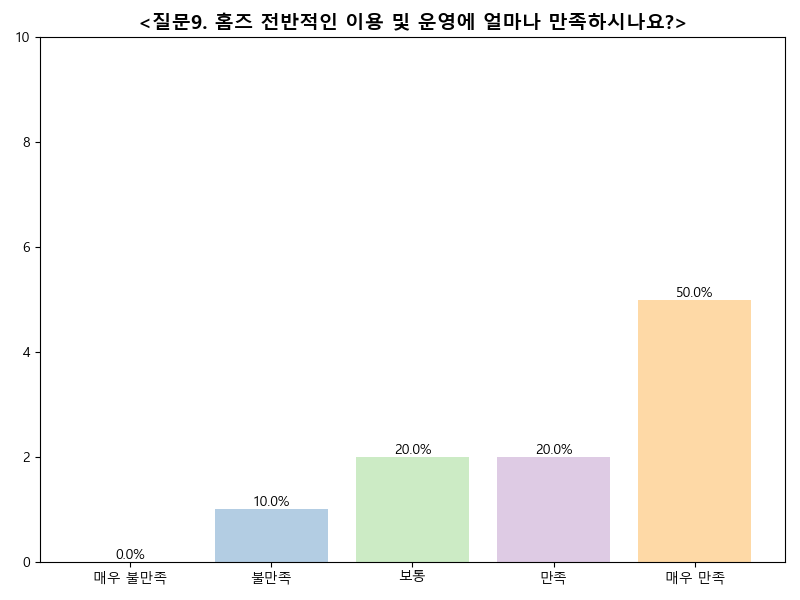 <질문9. 홈즈 전반적인 이용 및 운영에 얼마나 만족하시나요?>
10
8
6
4
2
0
0.0%
10.0%
20.0%
20.0%
50.0%
매우 불만족
불만족
보통
만족
매우 만족